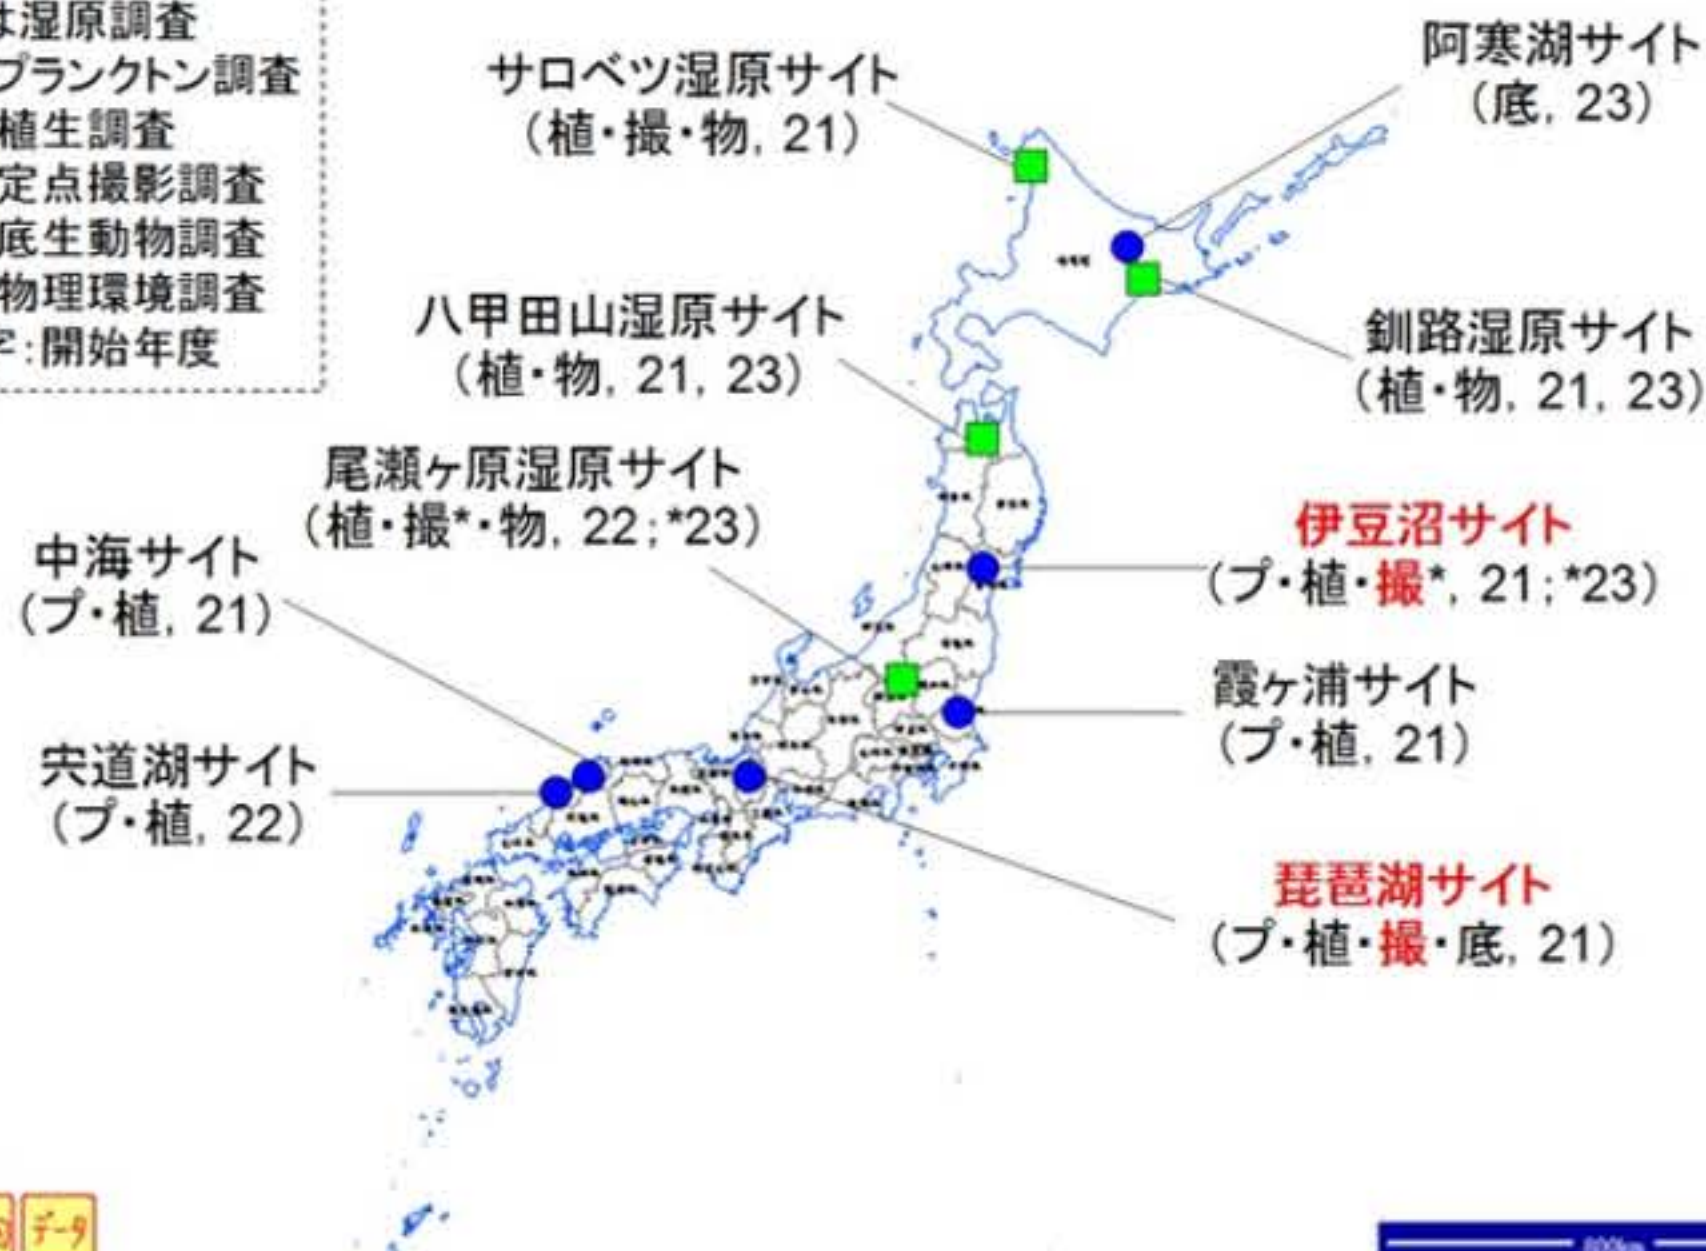 は湿原調査
プランクトン調査
植生調査
定点撮影調査
底生動物調査
物理環境調査
字:開始年度
サロベツ湿原サイト
(植・撮・物, 21)
阿寒湖サイト
(底, 23)
八甲田山湿原サイト
(植・物, 21, 23)
釧路湿原サイト
(植・物, 21, 23)
尾瀬ヶ原湿原サイト
(植・撮*・物, 22;*23)
伊豆沼サイト
(プ・植・撮*, 21;*23)
中海サイト
(プ・植, 21)
霞ヶ浦サイト
(プ・植, 21)
宍道湖サイト
(プ・植, 22)
琵琶湖サイト
(プ・植・撮・底, 21)
データ